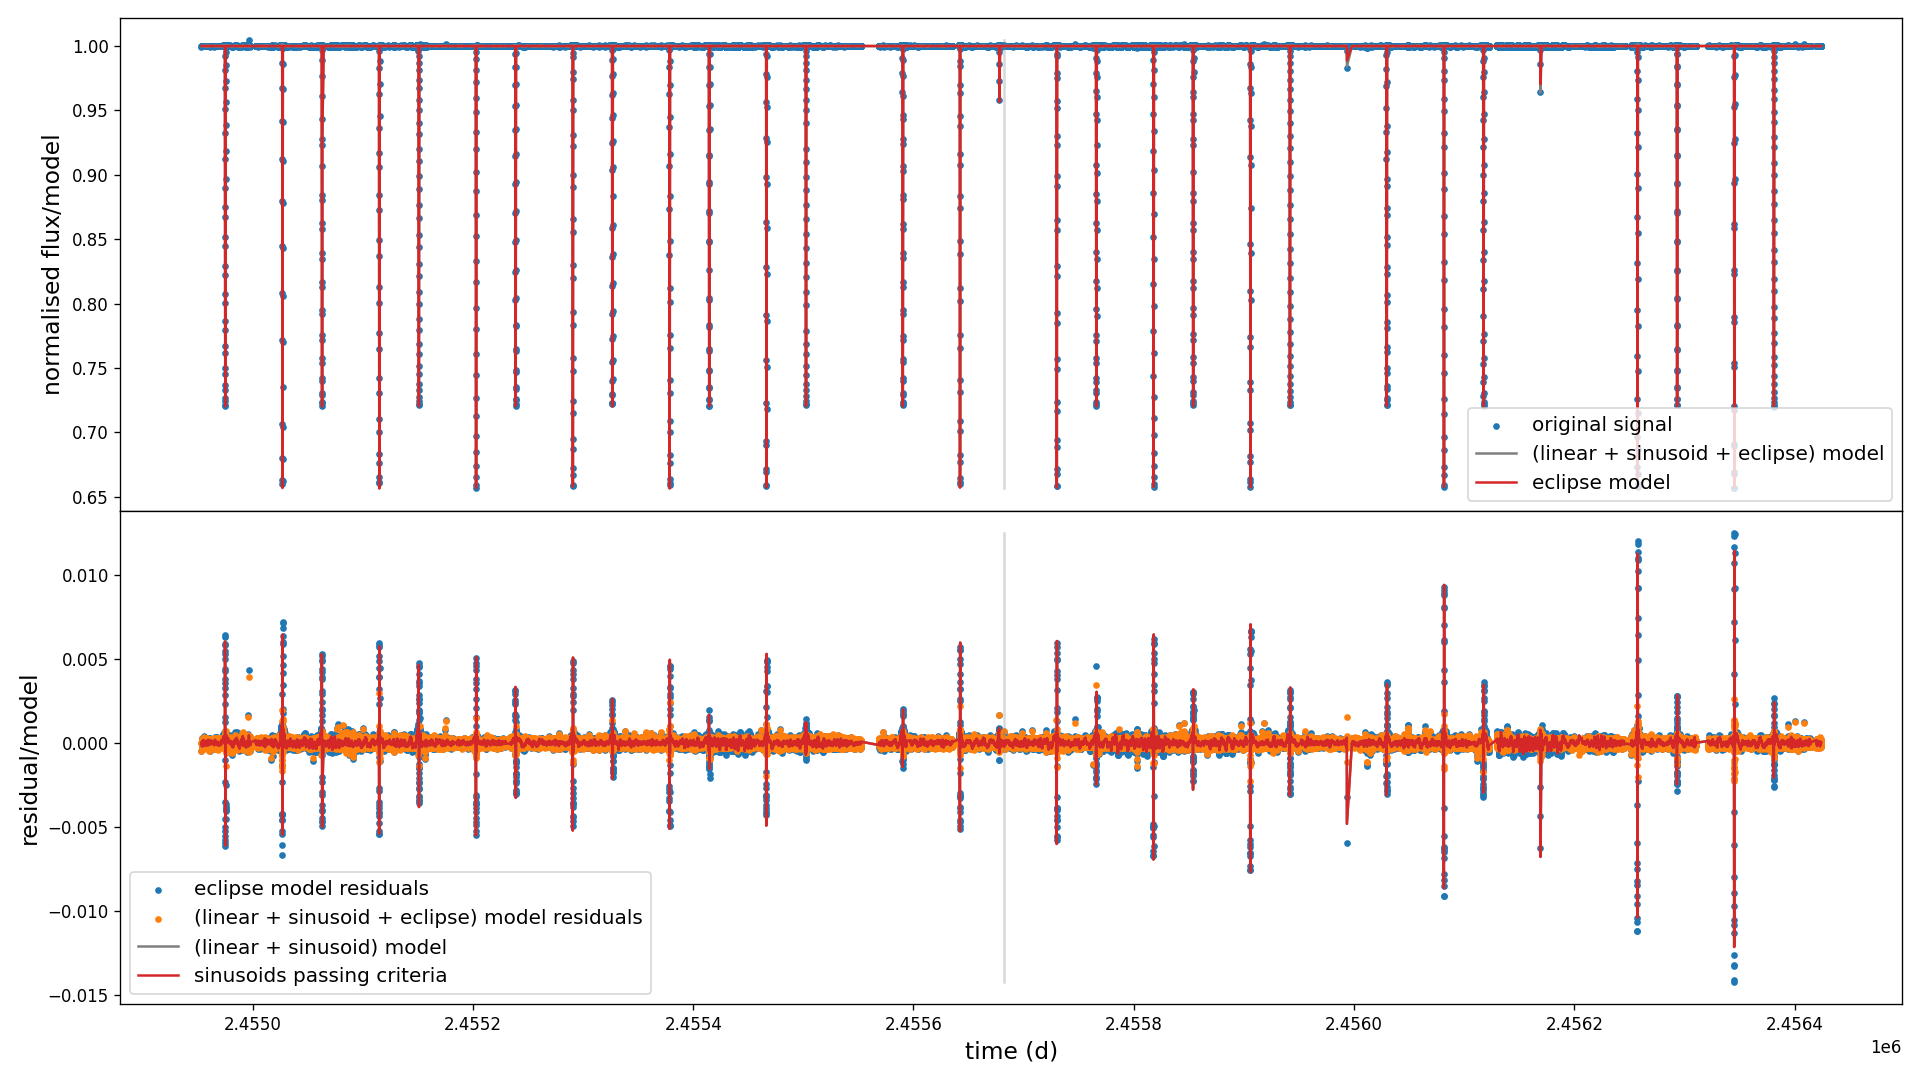 1.00
0.95
0.90
0.85
0.80
0.75
0.70
0.65
normalised flux/model
original signal
(linear + sinusoid + eclipse) model
eclipse model
0.010
0.005
0.000
−0.005
−0.010
−0.015
residual/model
eclipse model residuals
(linear + sinusoid + eclipse) model residuals
(linear + sinusoid) model
sinusoids passing criteria
2.4550 2.4552 2.4554 2.4556 2.4558 2.4560 2.4562 2.4564
time (d)
1e6